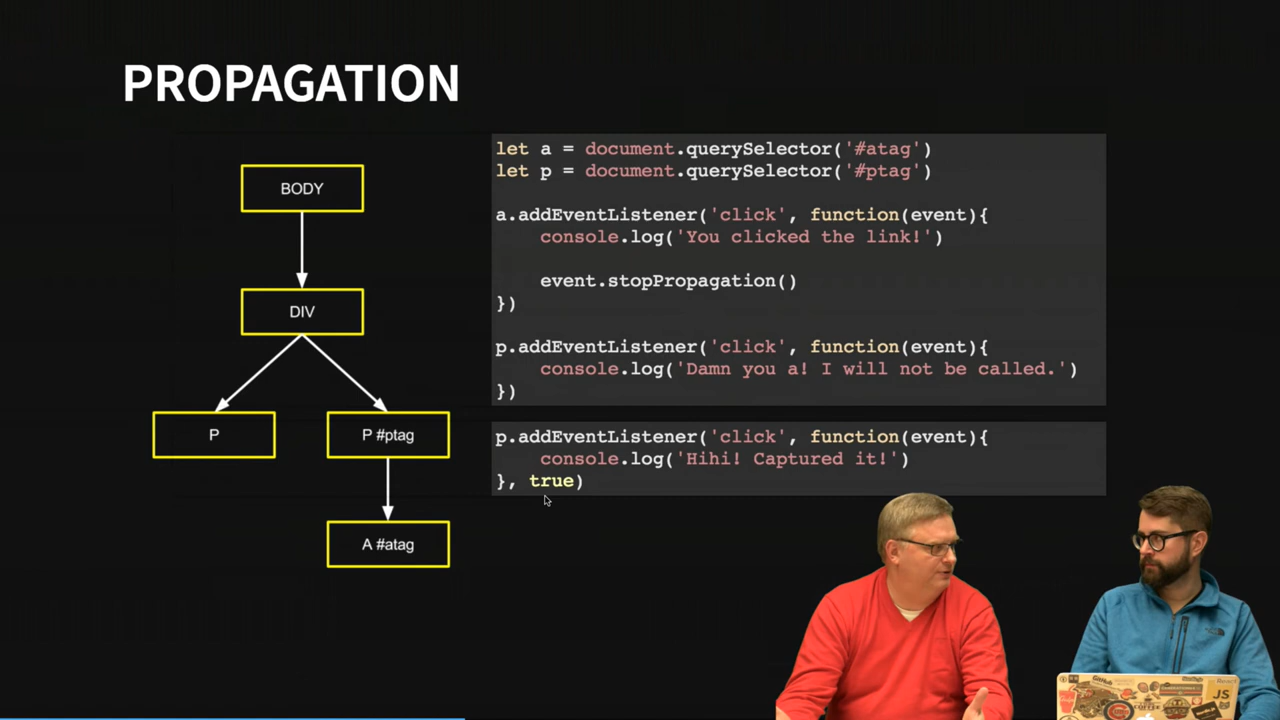 PROPAGATION
BODY
DIV
P
P #ptag
A #atag
let a = document.querySelector('#atag')
let p = document.querySelector('#ptag')
a.addEventListener('click', function(event){
console.log('You clicked the link!')
event.stopPropagation()
})
p.addEventListener('click', function(event){
console.log('Damn you a! I will not be called.')
})
p.addEventListener('click', function(event){
console.log('Hihi! Captured it!')
}, true)
GitHub
JS